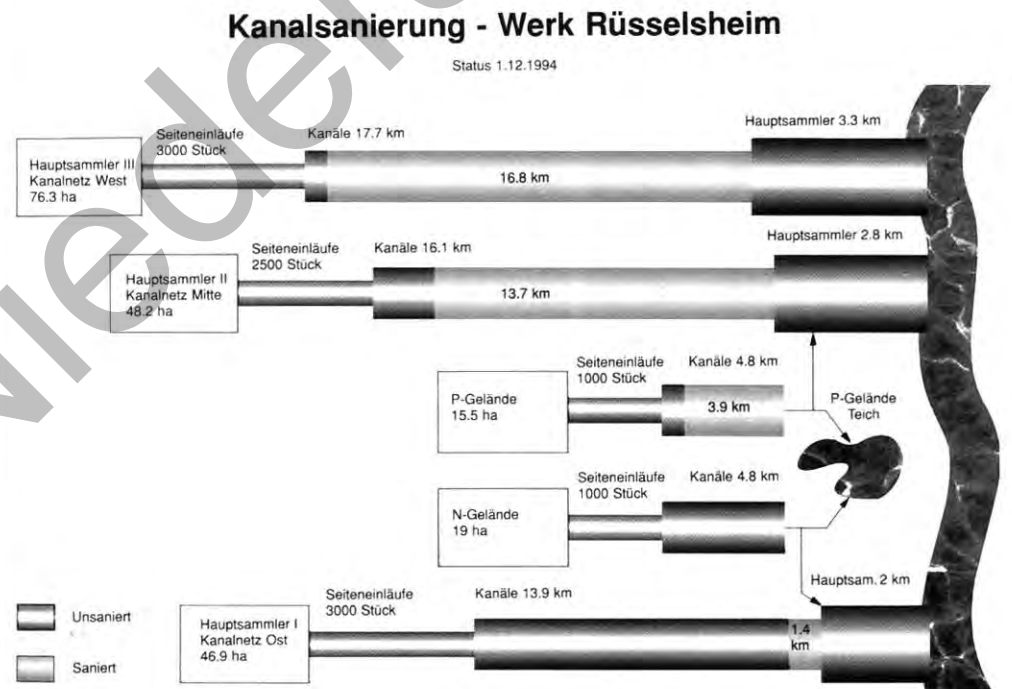 Kanalsanierung - Werk Rüsselsheim
Status 1.12.1994
Seiteneinläufe
3000 Stück
Kanäle 17.7 km
Hauptsammler 3.3 km
Hauptsammler III
Kanalnetz West
76.3 ha
16.8 km
Seiteneinläufe
2500 Stück
Kanäle 16.1 km
Hauptsammler 2.8 km
Hauptsammler II
Kanalnetz Mitte
48.2 ha
13.7 km
Seiteneinläufe
1000 Stück
Kanäle 4.8 km
P-Gelände
15.5 ha
3.9 km
P-Gelände
Teich
Seiteneinläufe
1000 Stück
Kanäle 4.8 km
N-Gelände
19 ha
Hauptsam. 2 km
Seiteneinläufe
3000 Stück
Kanäle 13.9 km
Hauptsammler I
Kanalnetz Ost
46.9 ha
1.4
km
Unsaniert
Saniert